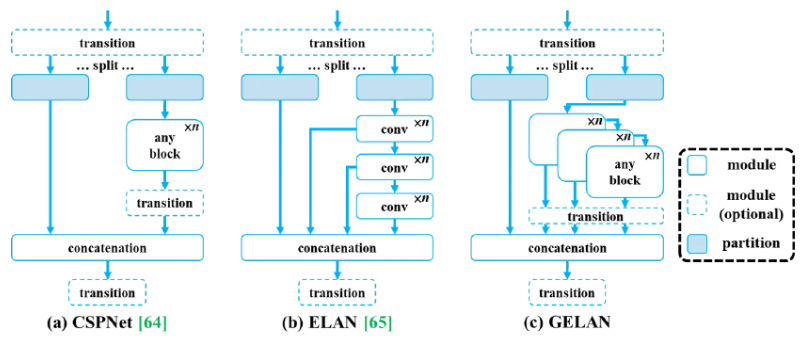 transition
... split ...
×n
any
block
transition
concatenation
transition
(a) CSPNet [64]
transition
... split ...
conv ×n
conv ×n
conv ×n
concatenation
transition
(b) ELAN [65]
transition
... split ...
×n
any
block
transition
concatenation
transition
(c) GELAN
module
module
(optional)
partition